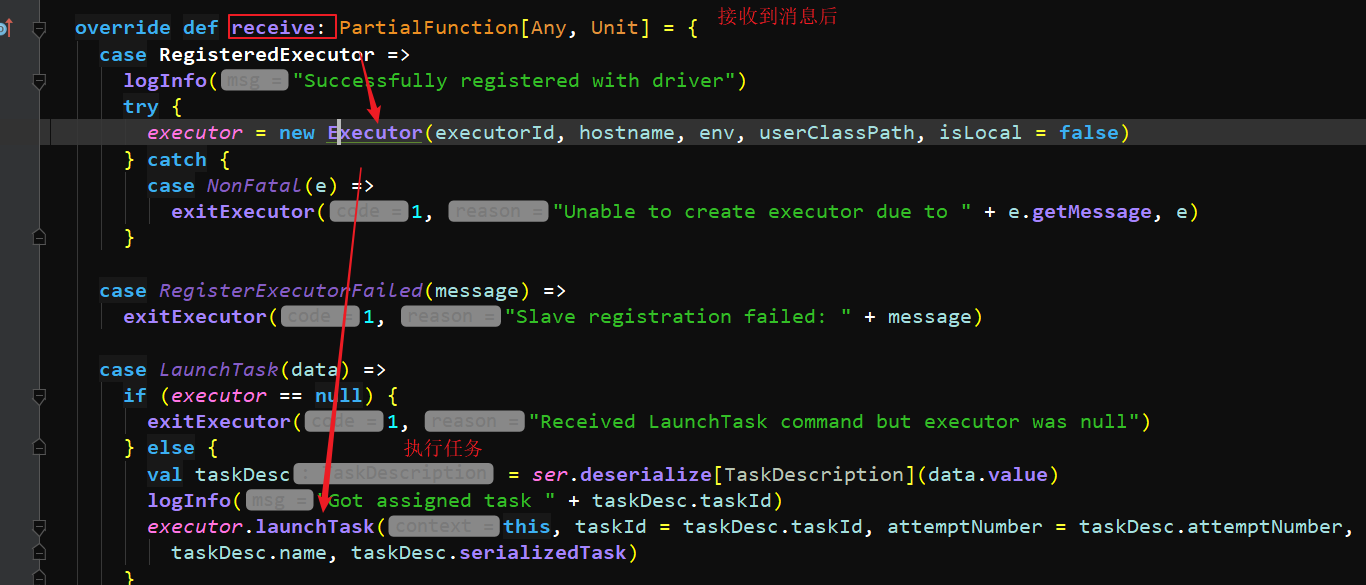 override def receive: PartialFunction[Any, Unit] = { 接收到消息后
case RegisteredExecutor =>
logInfo( msg = "Successfully registered with driver")
try {
executor = new Executor(executorId, hostname, env, userClassPath, isLocal = false)
} catch {
case NonFatal(e) =>
exitExecutor( code = 1, reason = "Unable to create executor due to " + e.getMessage, e)
}
case RegisterExecutorFailed(message) =>
exitExecutor( code = 1, reason = "Slave registration failed: " + message)
case LaunchTask(data) =>
if (executor == null) {
exitExecutor( code = 1, reason = "Received LaunchTask command but executor was null")
} else { 执行任务
val taskDesc : TaskDescription = ser.deserialize[TaskDescription](data.value)
logInfo( msg = "Got assigned task " + taskDesc.taskId)
executor.launchTask( context = this, taskId = taskDesc.taskId, attemptNumber = taskDesc.attemptNumber,
taskDesc.name, taskDesc.serializedTask)
}